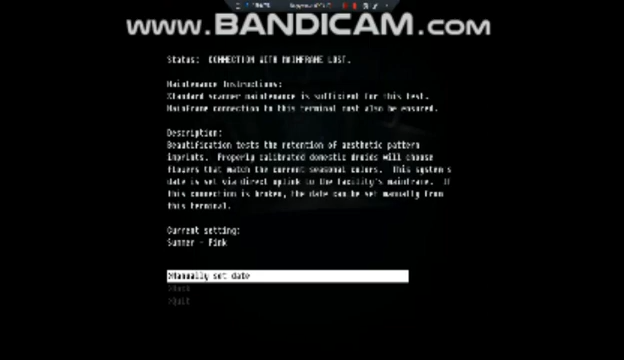 www.BANDICAM.com
Status: CONNECTION WITH MAINFRAME LOST.
Maintenance Instructions:
Standard scanner maintenance is sufficient for this test.
Mainframe connection to this terminal must also be ensured.
Description:
Beautification tests the retention of aesthetic pattern
imprints. Properly calibrated domestic droids will choose
flowers that match the current seasonal colors. This system's
date is set via direct uplink to the facility's mainframe. If
this connection is broken, the date can be set manually from
this terminal.
Current setting:
Summer - Pink
>Manually set date
>Back
>Quit